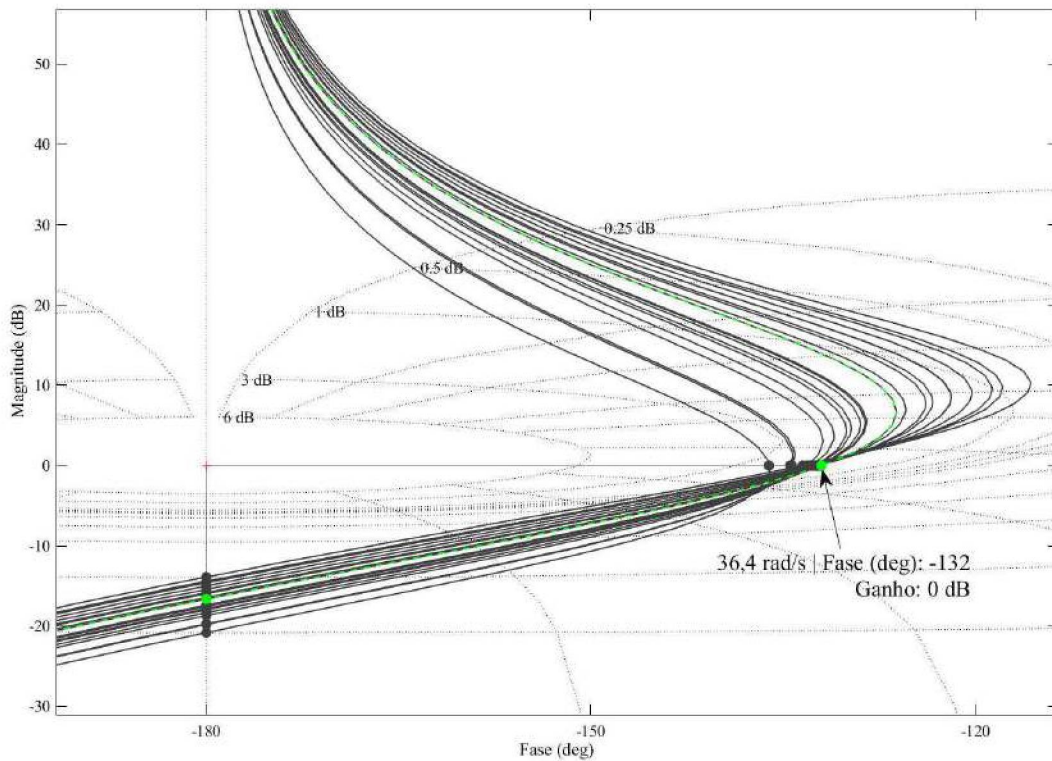 50
40
30
20
10
0
-10
-20
-30
Magnitude (dB)
0.25 dB
0.5 dB
1 dB
3 dB
6 dB
36,4 rad/s | Fase (deg): -132
Ganho: 0 dB
-180
-150
-120
Fase (deg)